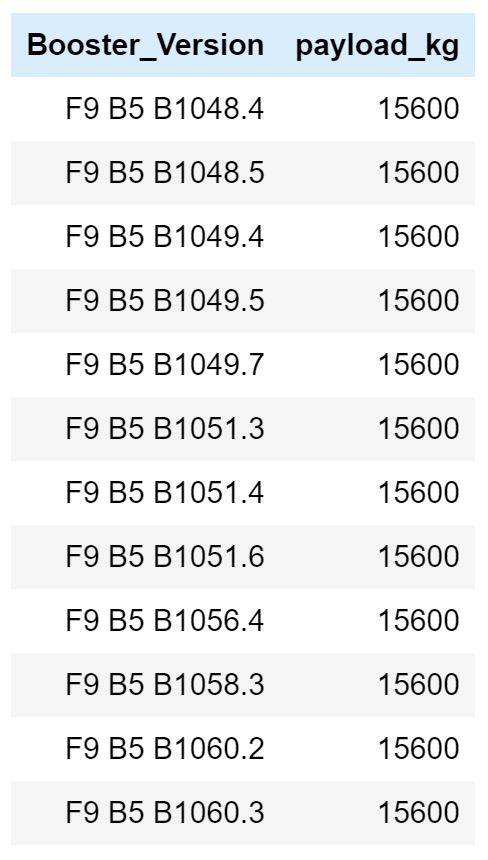 Booster_Version payload_kg
F9 B5 B1048.4 15600
F9 B5 B1048.5 15600
F9 B5 B1049.4 15600
F9 B5 B1049.5 15600
F9 B5 B1049.7 15600
F9 B5 B1051.3 15600
F9 B5 B1051.4 15600
F9 B5 B1051.6 15600
F9 B5 B1056.4 15600
F9 B5 B1058.3 15600
F9 B5 B1060.2 15600
F9 B5 B1060.3 15600